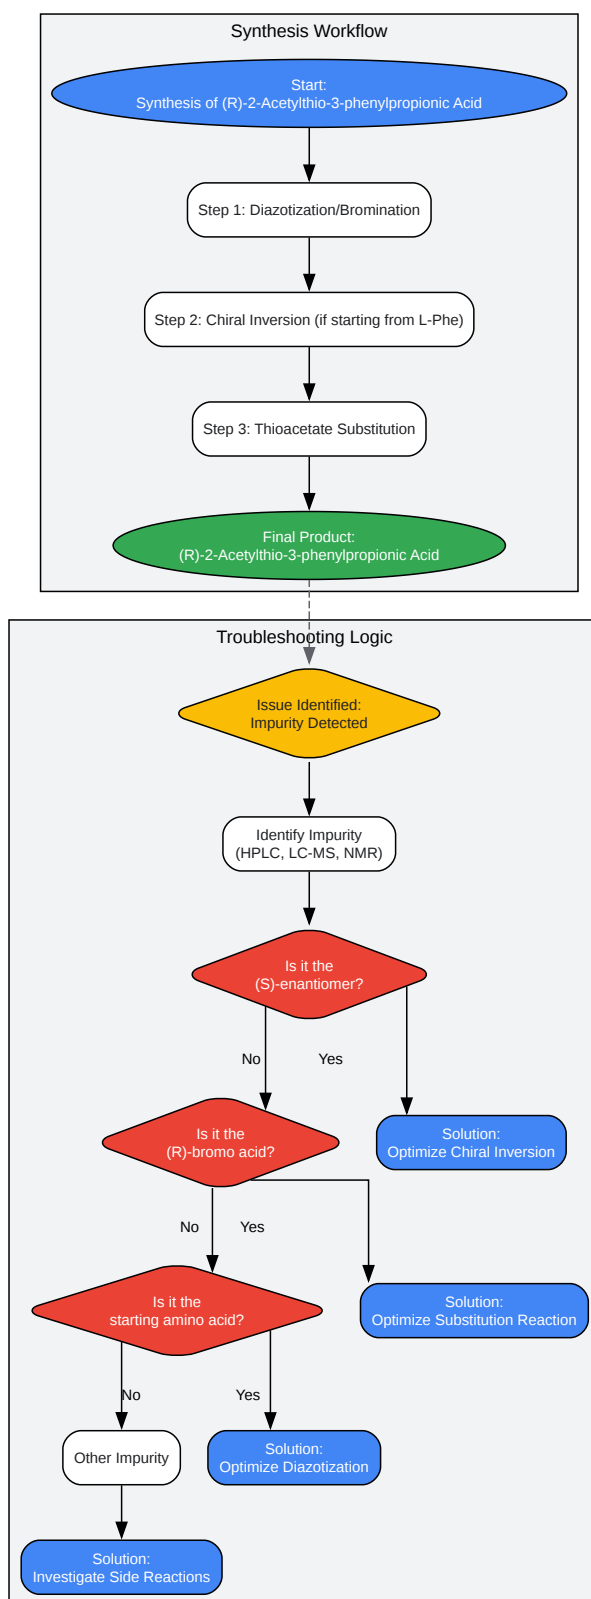 Synthesis Workflow
Start:
Synthesis of (R)-2-Acetylthio-3-phenylpropionic Acid
Step 1: Diazotization/Bromination
Step 2: Chiral Inversion (if starting from L-Phe)
Step 3: Thioacetate Substitution
Final Product:
(R)-2-Acetylthio-3-phenylpropionic Acid
Troubleshooting Logic
Issue Identified:
Impurity Detected
Identify Impurity
(HPLC, LC-MS, NMR)
Is it the
(S)-enantiomer?
No
Yes
Is it the
(R)-bromo acid?
Solution:
Optimize Chiral Inversion
No
Yes
Is it the
starting amino acid?
Solution:
Optimize Substitution Reaction
No
Yes
Other Impurity
Solution:
Optimize Diazotization
Solution:
Investigate Side Reactions